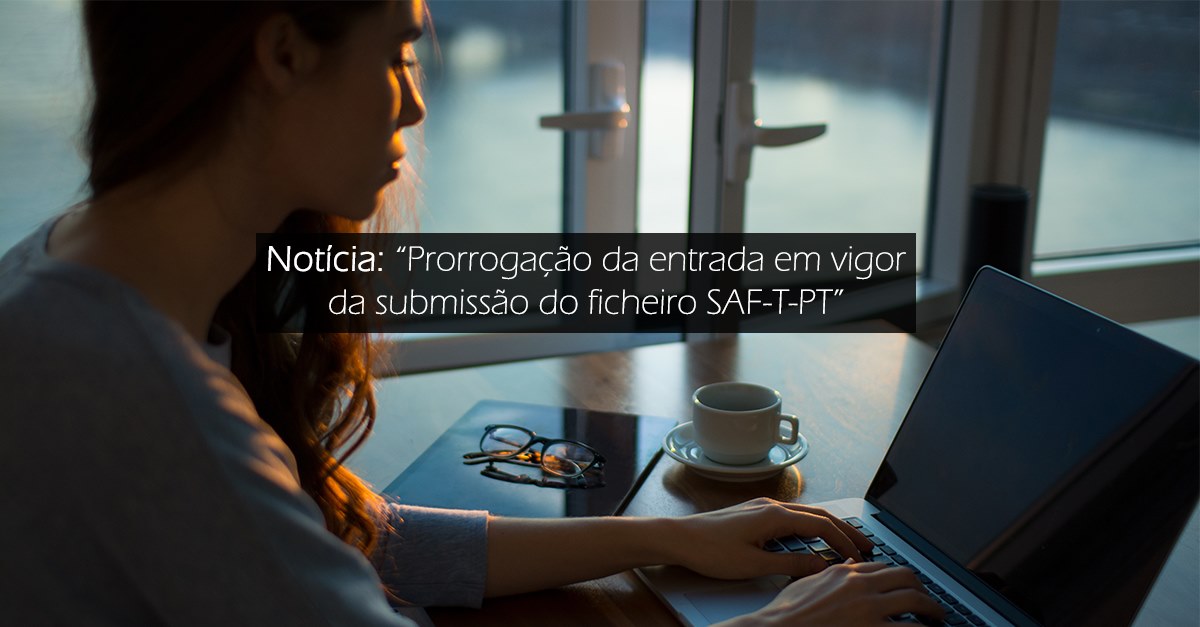 Notícia: “Prorrogação da entrada em vigor
da submissão do ficheiro SAF-T-PT”